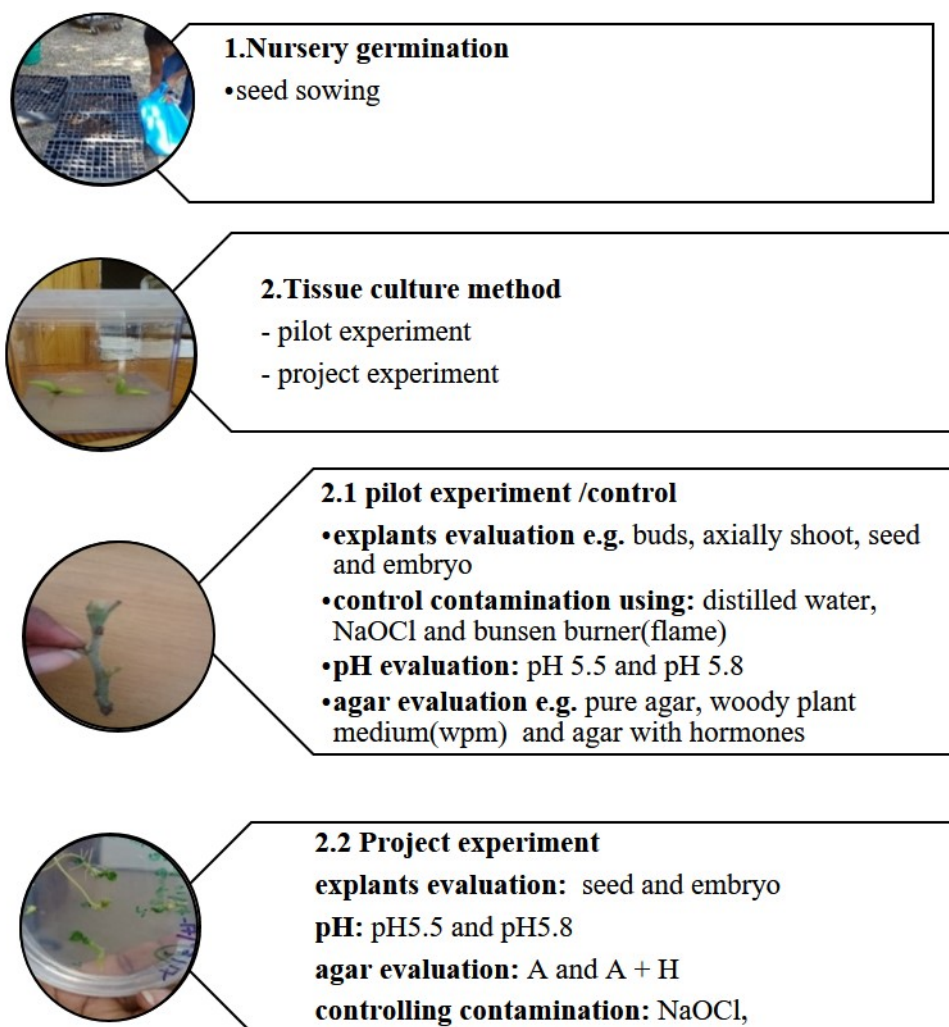 1.Nursery germination
•seed sowing
2.Tissue culture method
- pilot experiment
- project experiment
2.1 pilot experiment /control
•explants evaluation e.g. buds, axially shoot, seed
and embryo
•control contamination using: distilled water,
NaOCl and bunsen burner(flame)
•pH evaluation: pH 5.5 and pH 5.8
•agar evaluation e.g. pure agar, woody plant
medium(wpm) and agar with hormones
2.2 Project experiment
explants evaluation: seed and embryo
pH: pH5.5 and pH5.8
agar evaluation: A and A + H
controlling contamination: NaOCl,